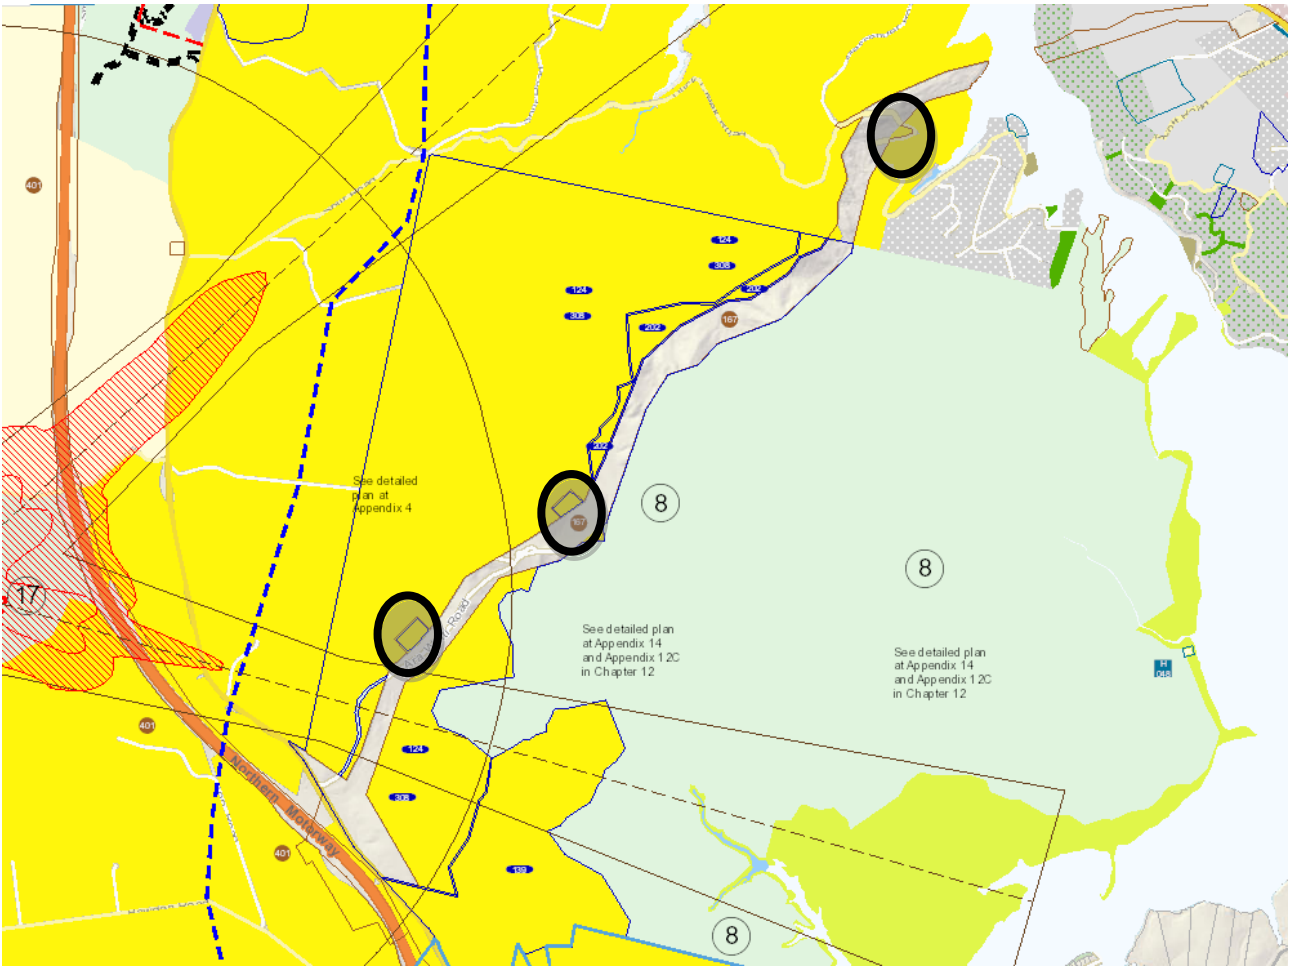 401
124
308
124
308
202
202
167
202
See detailed
plan at
Appendix 4
8
167
8
17
See detailed plan
at Appendix 14
and Appendix 12C
in Chapter 12
See detailed plan
at Appendix 14
and Appendix 12C
in Chapter 12
H
048
401
124
Northern Motorway
308
401
139
8